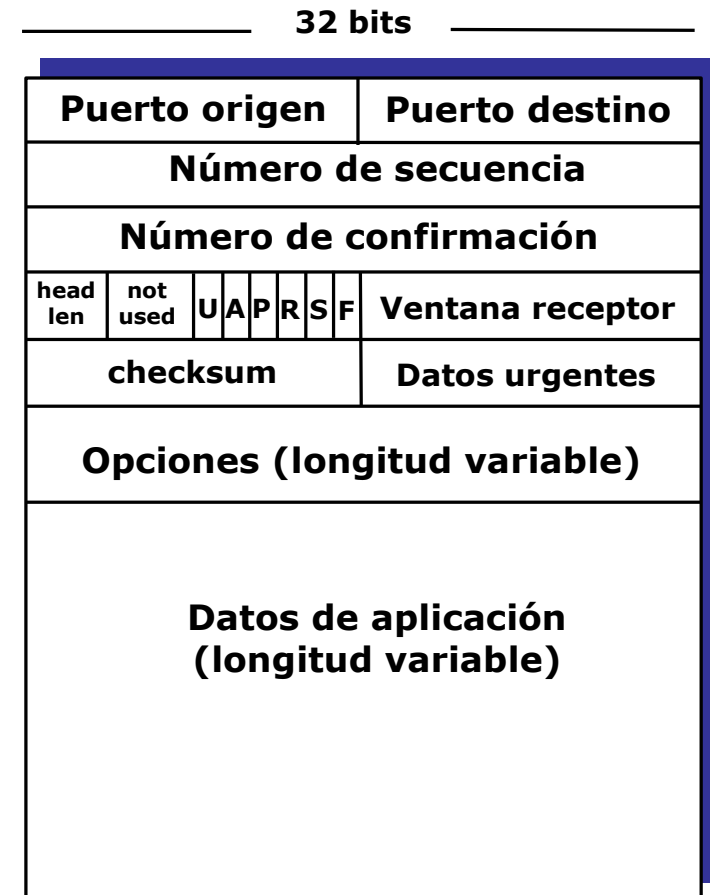 32 bits
Puerto origen
Puerto destino
Número de secuencia
Número de confirmación
head
len
not
used
U A P R S F
Ventana receptor
checksum
Datos urgentes
Opciones (longitud variable)
Datos de aplicación
(longitud variable)